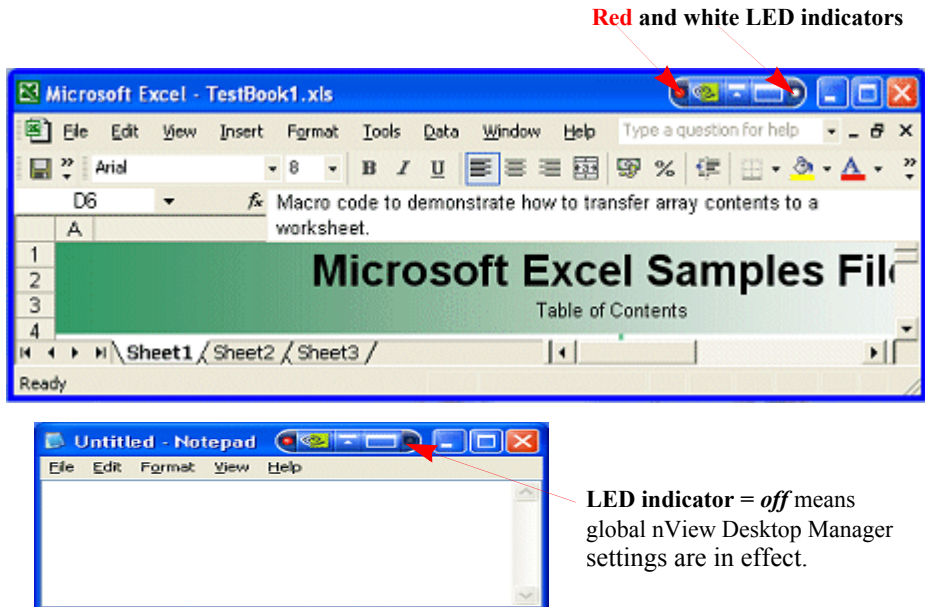 Red and white LED indicators
Microsoft Excel - TestBook1.xls
File Edit View Insert Format Tools Data Window Help Type a question for help
Arial 8 B I U %
D6 fx Macro code to demonstrate how to transfer array contents to a
worksheet.
A
1
2 Microsoft Excel Samples File
3 Table of Contents
4
Sheet1 Sheet2 Sheet3
Ready
Untitled - Notepad
File Edit Format View Help
LED indicator = off means
global nView Desktop Manager
settings are in effect.